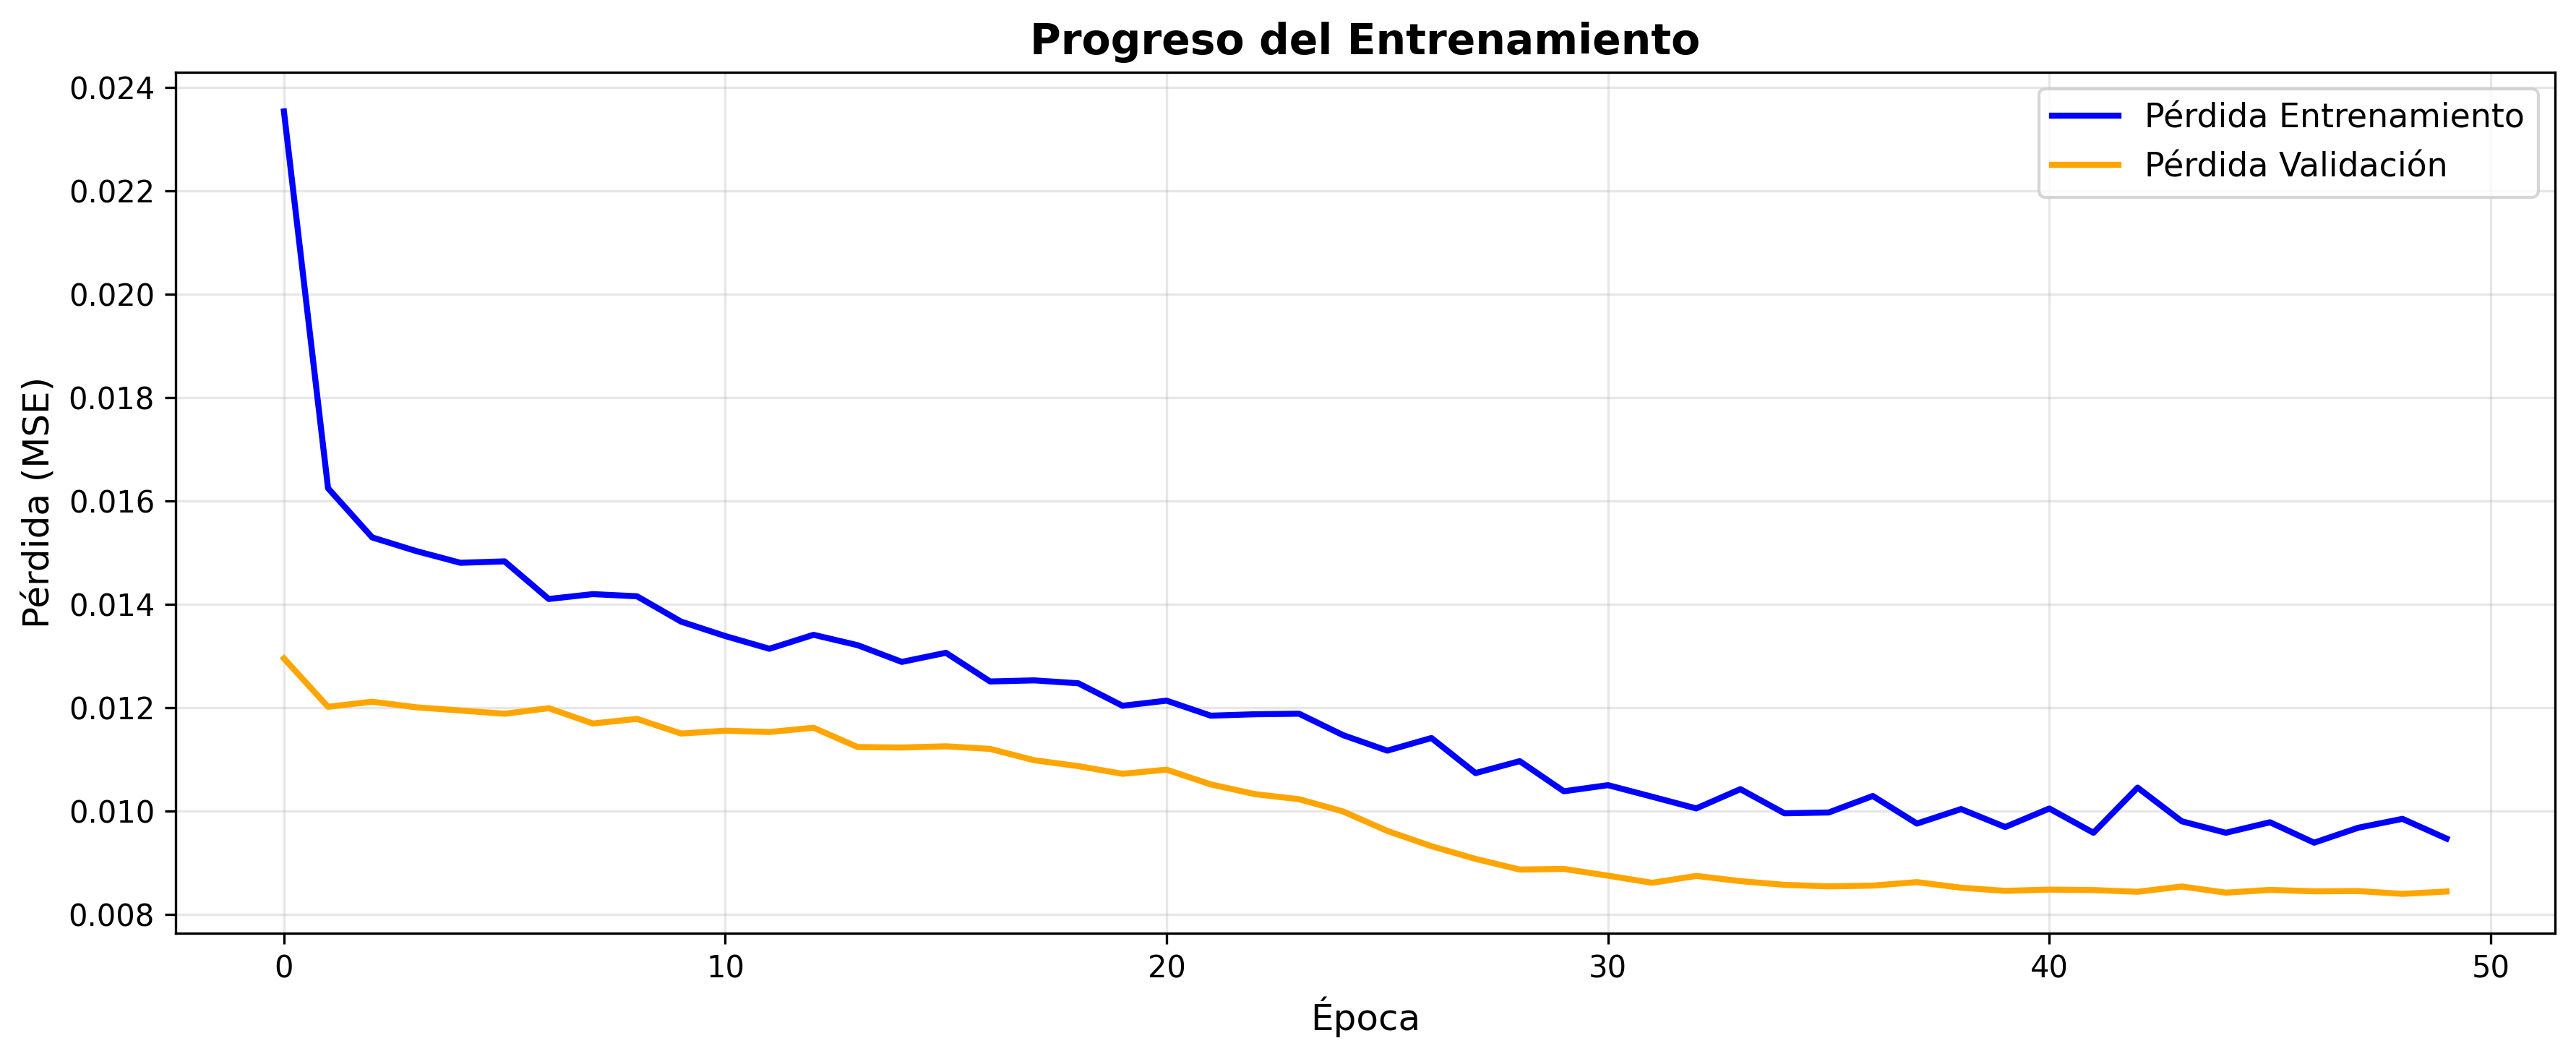 Progreso del Entrenamiento
Pérdida Entrenamiento
Pérdida Validación
Pérdida (MSE)
0.024
0.022
0.020
0.018
0.016
0.014
0.012
0.010
0.008
0 10 20 30 40 50
Época